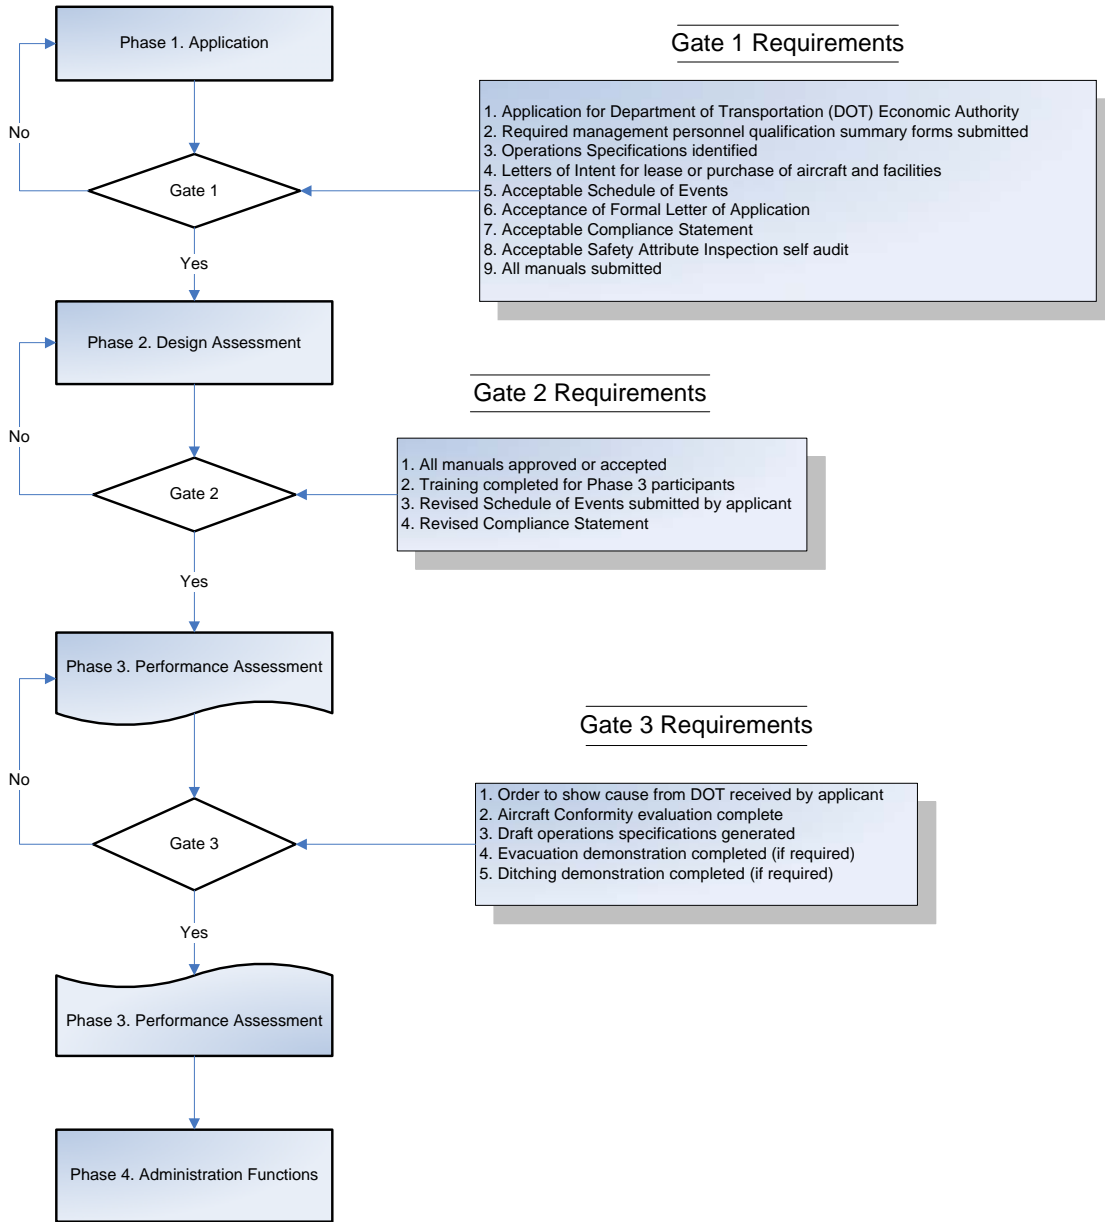 Phase 1. Application
Gate 1 Requirements
1. Application for Department of Transportation (DOT) Economic Authority
2. Required management personnel qualification summary forms submitted
3. Operations Specifications identified
4. Letters of Intent for lease or purchase of aircraft and facilities
5. Acceptable Schedule of Events
6. Acceptance of Formal Letter of Application
7. Acceptable Compliance Statement
8. Acceptable Safety Attribute Inspection self audit
9. All manuals submitted
No
Gate 1
Yes
Phase 2. Design Assessment
Gate 2 Requirements
1. All manuals approved or accepted
2. Training completed for Phase 3 participants
3. Revised Schedule of Events submitted by applicant
4. Revised Compliance Statement
No
Gate 2
Yes
Phase 3. Performance Assessment
Gate 3 Requirements
1. Order to show cause from DOT received by applicant
2. Aircraft Conformity evaluation complete
3. Draft operations specifications generated
4. Evacuation demonstration completed (if required)
5. Ditching demonstration completed (if required)
No
Gate 3
Yes
Phase 3. Performance Assessment
Phase 4. Administration Functions